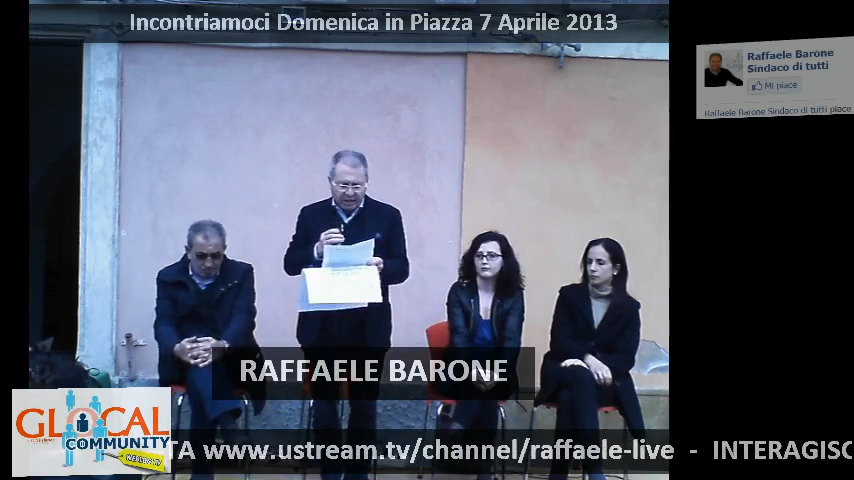 Incontriamoci Domenica in Piazza 7 Aprile 2013
Raffaele Barone
Sindaco di tutti
Mi piace
Raffaele Barone Sindaco di tutti piace
RAFFAELE BARONE
GLOCAL
COMMUNITY
TA www.ustream.tv/channel/raffaele-live - INTERAGISC